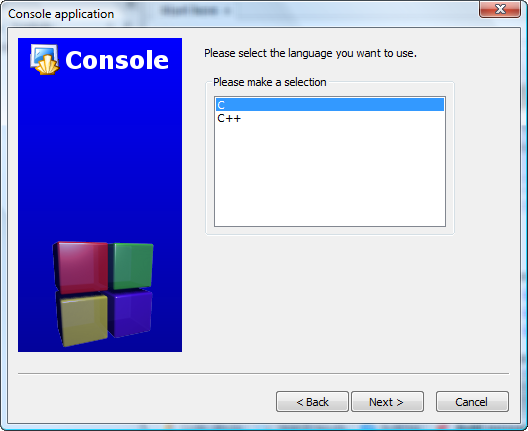 Console application
Console
Please select the language you want to use.
Please make a selection
C
C++
< Back
Next >
Cancel